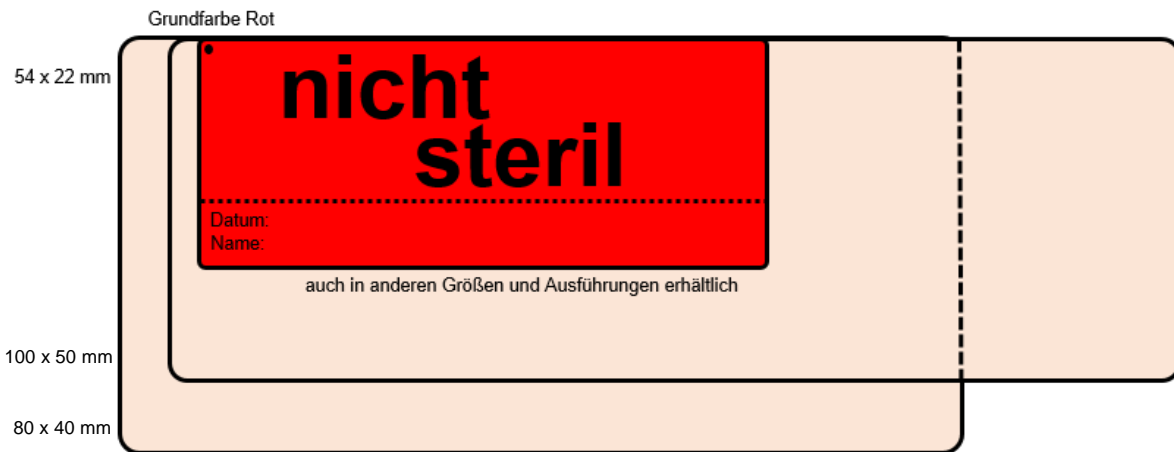 Grundfarbe Rot
54 x 22 mm
nicht
steril
Datum:
Name:
auch in anderen Größen und Ausführungen erhältlich
100 x 50 mm
80 x 40 mm